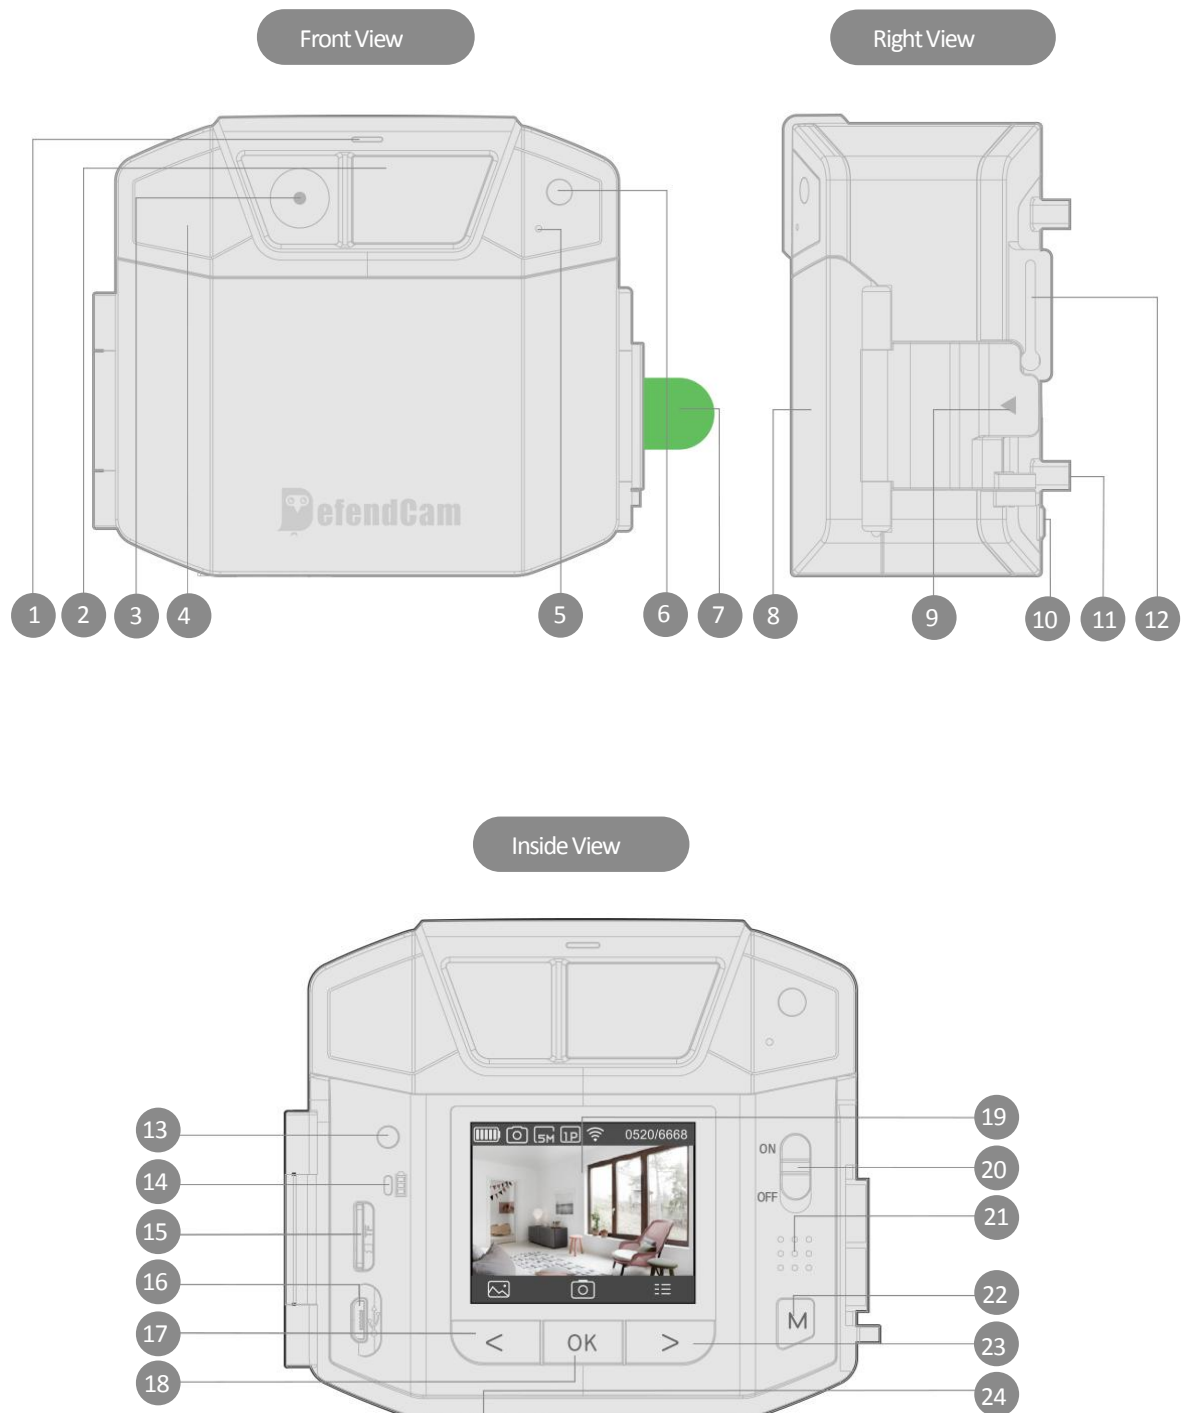 Front View
Right View
DefendCam
1 2 3 4 5 6 7 8 9 10 11 12
Inside View
5M 1P 0520/6668
13
14
15
16
17
18
ON
OFF
TF
< OK >
M
19
20
21
22
23
24